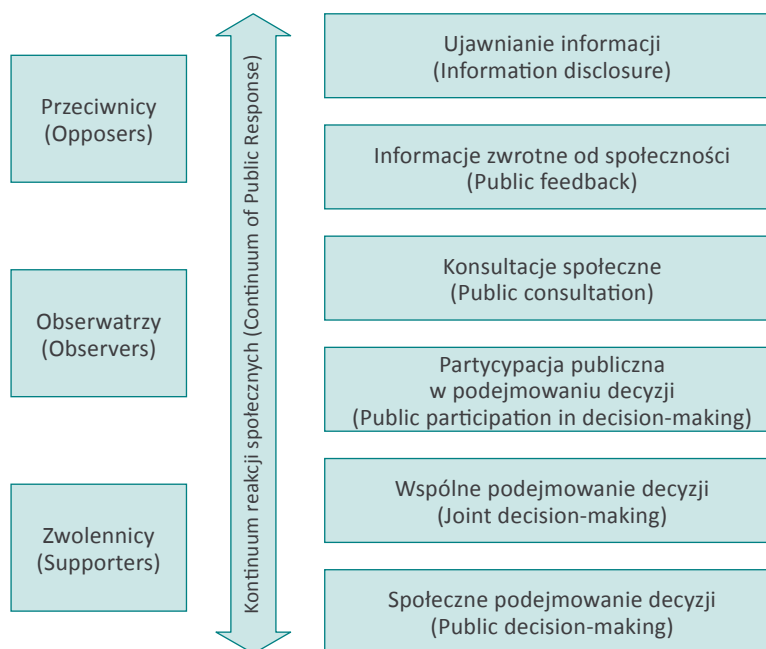 Przeciwnicy
(Opposers)
Obserwatrzy
(Observers)
Zwolennicy
(Supporters)
Kontinuum reakcji społecznych (Continuum of Public Response)
Ujawnianie informacji
(Information disclosure)
Informacje zwrotne od społeczności
(Public feedback)
Konsultacje społeczne
(Public consultation)
Partycypacja publiczna
w podejmowaniu decyzji
(Public participation in decision-making)
Wspólne podejmowanie decyzji
(Joint decision-making)
Społeczne podejmowanie decyzji
(Public decision-making)